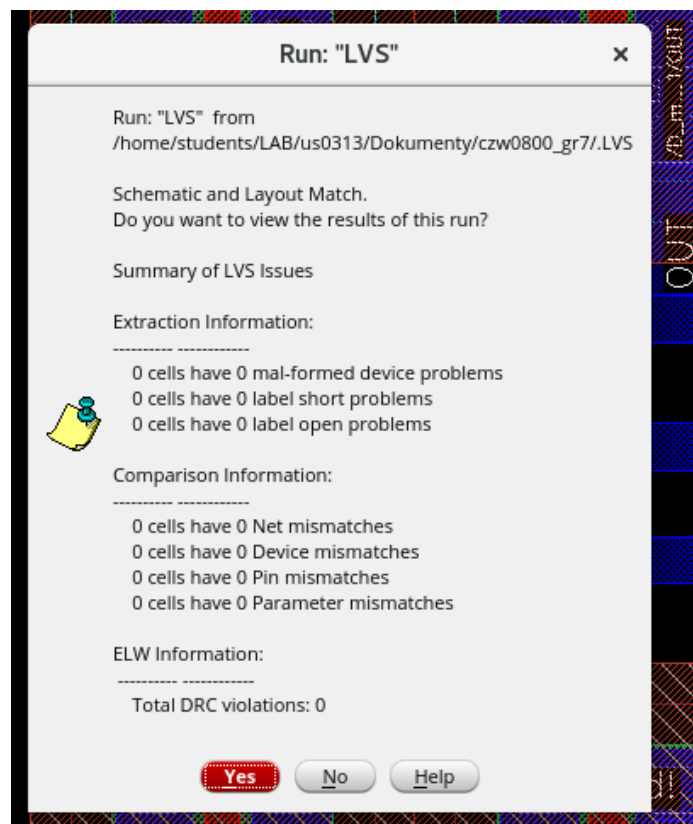 Run: "LVS"
Run: "LVS" from
/home/students/LAB/us0313/Dokumenty/czw0800_gr7/.LVS
Schematic and Layout Match.
Do you want to view the results of this run?
Summary of LVS Issues
Extraction Information:
---------- ------------
0 cells have 0 mal-formed device problems
0 cells have 0 label short problems
0 cells have 0 label open problems
Comparison Information:
---------- ------------
0 cells have 0 Net mismatches
0 cells have 0 Device mismatches
0 cells have 0 Pin mismatches
0 cells have 0 Parameter mismatches
ELW Information:
---------- ------------
Total DRC violations: 0
Yes No Help
OUT